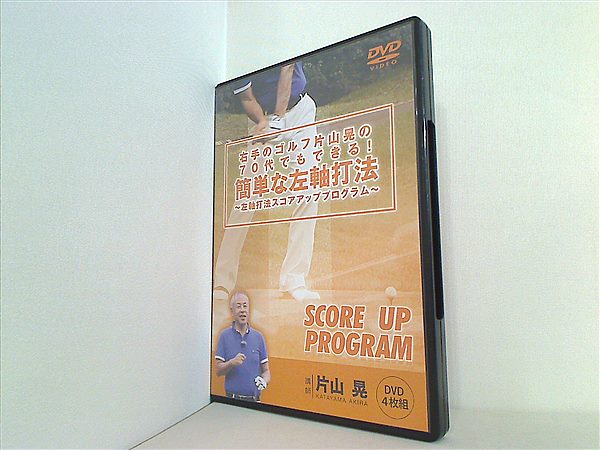 DVD
VIDEO
右手のゴルフ片山晃の
70代でもできる!
簡単な左軸打法
~左軸打法スコアアッププログラム~
SCORE UP
PROGRAM
講師
片山 晃
KATAYAMA AKIRA
DVD
4枚組